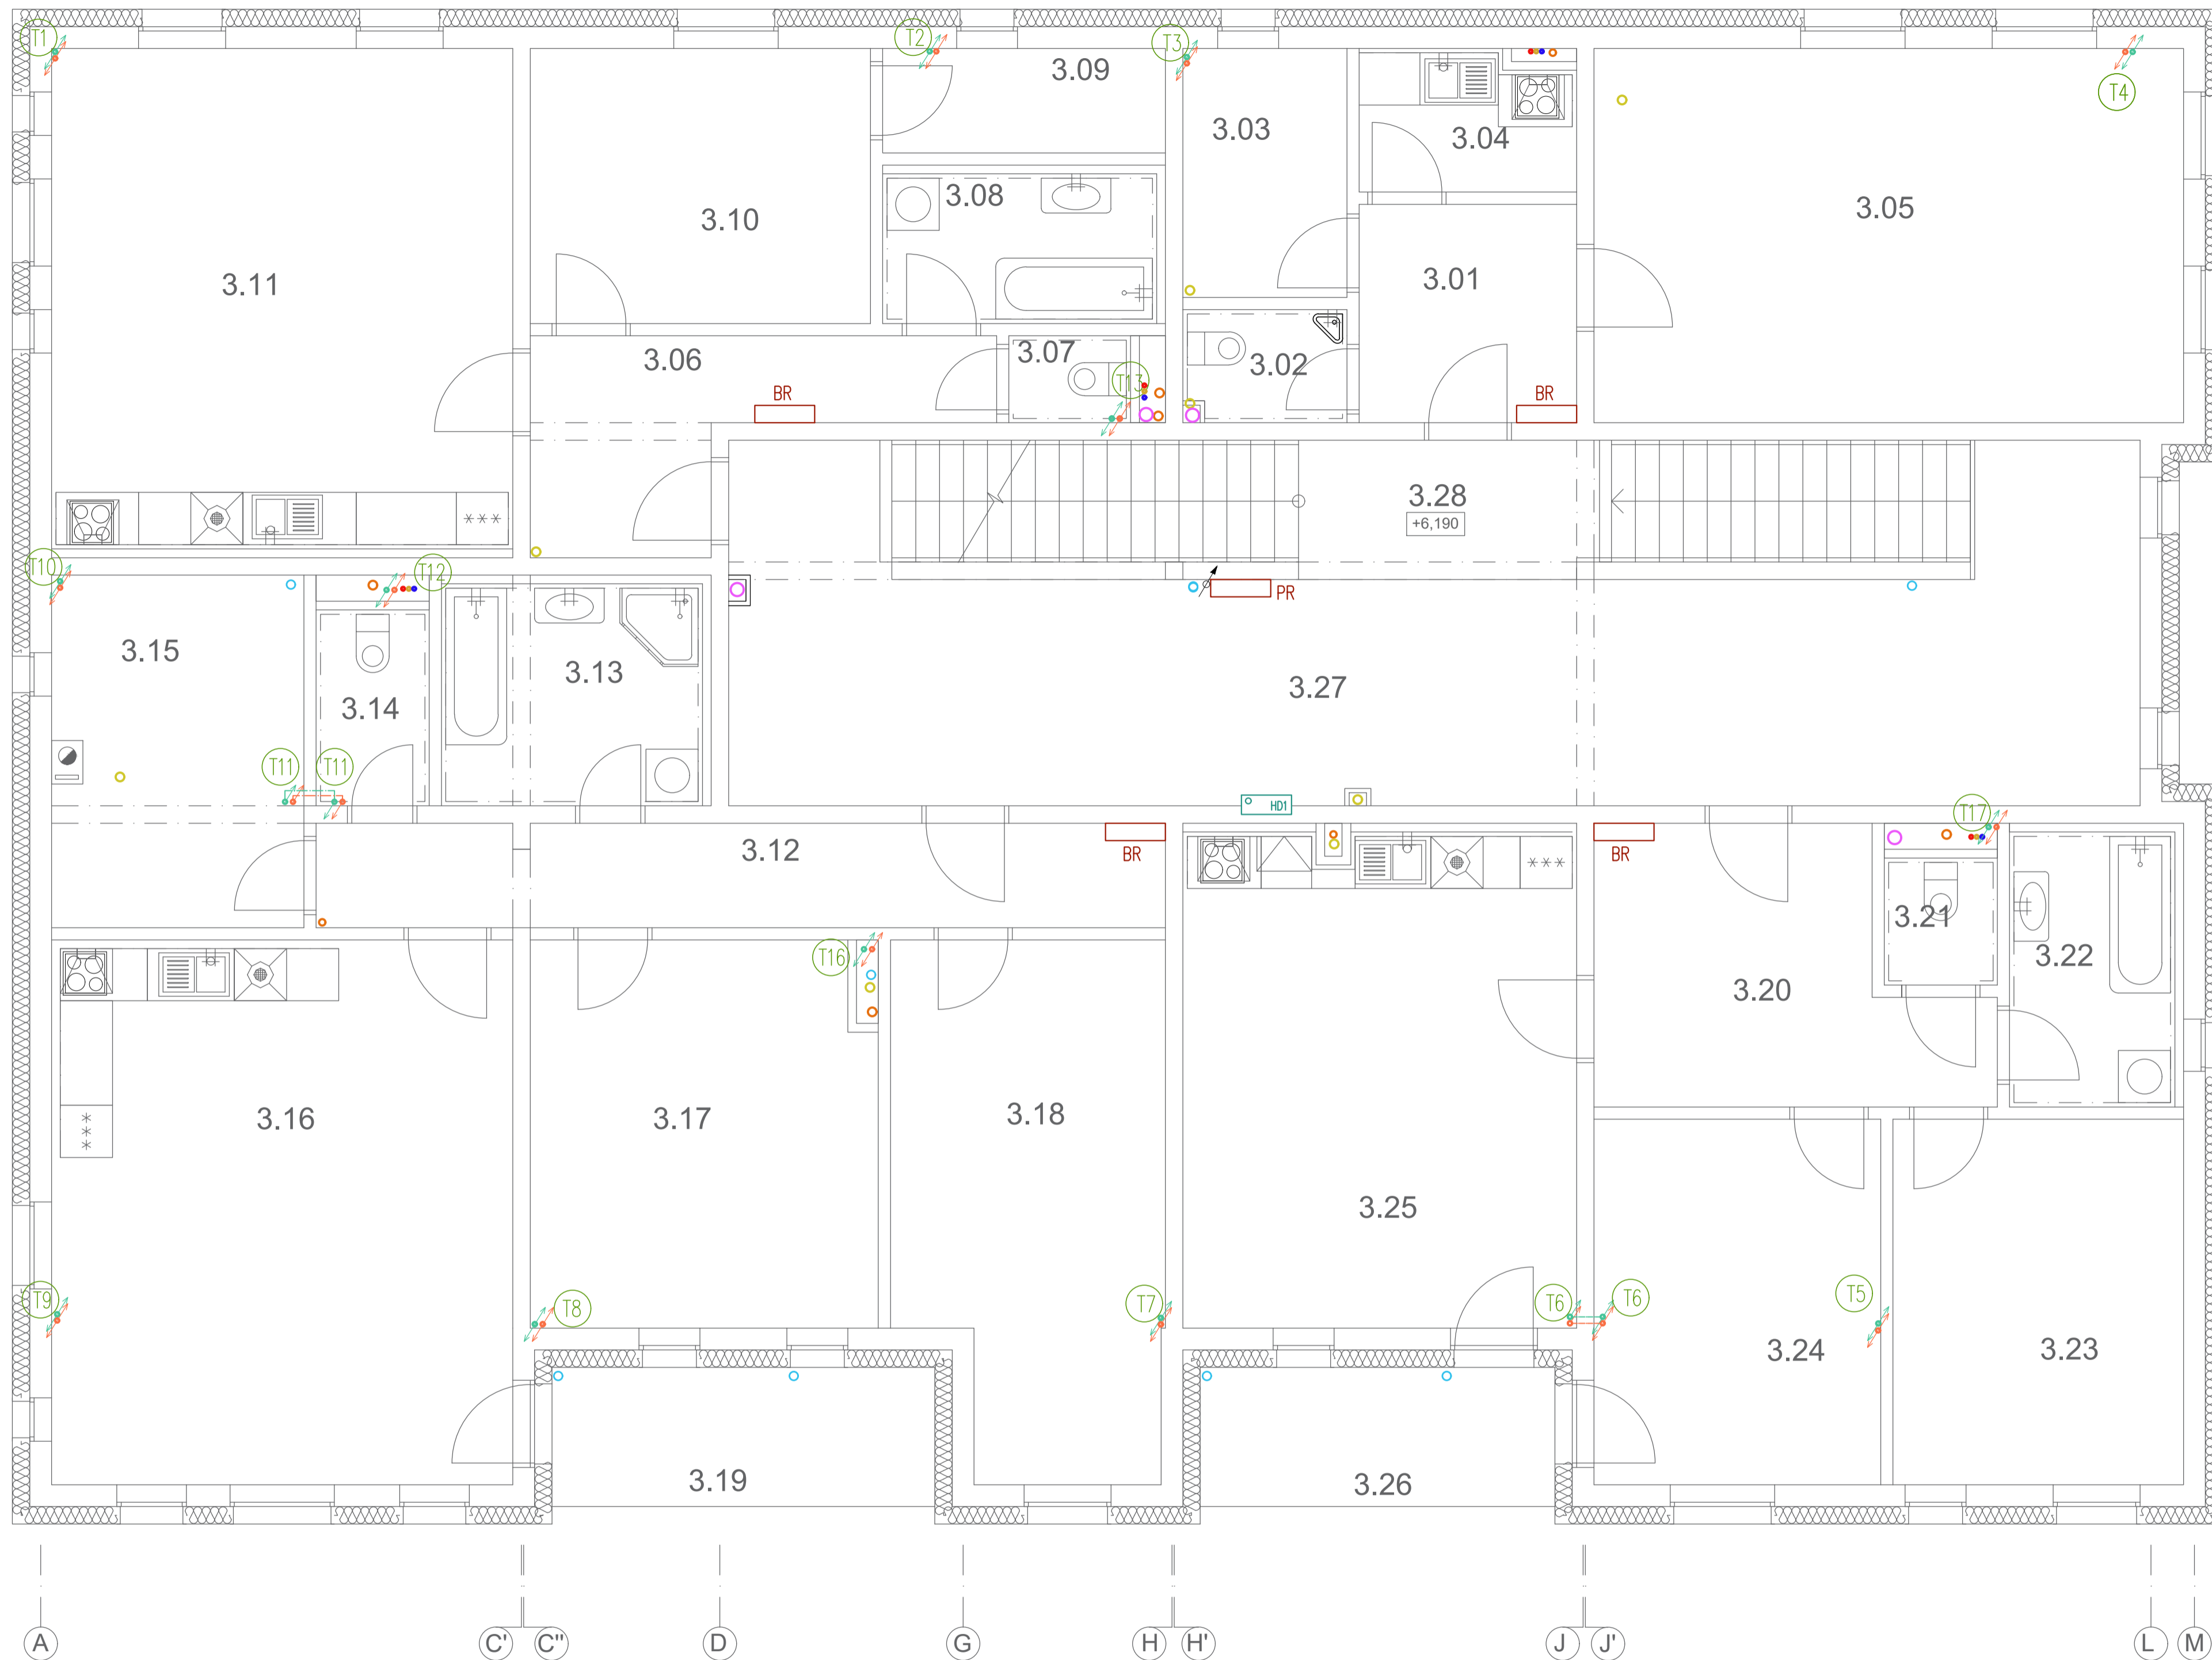 T1
T2
T3
T4
3.09
3.03
3.04
3.08
3.10
3.05
3.11
3.01
3.06
3.07
3.02
T13
BR
BR
3.28
+6,190
***
T10
T12
PR
3.15
3.13
3.14
3.27
T11
T11
HD1
T17
3.12
BR
BR
***
3.21
T16
3.22
3.20
3.16
3.17
3.18
***
3.25
T9
T8
T7
T6
T6
T5
3.24
3.23
3.19
3.26
A
C'
C"
D
G
H
H'
J
J'
L
M